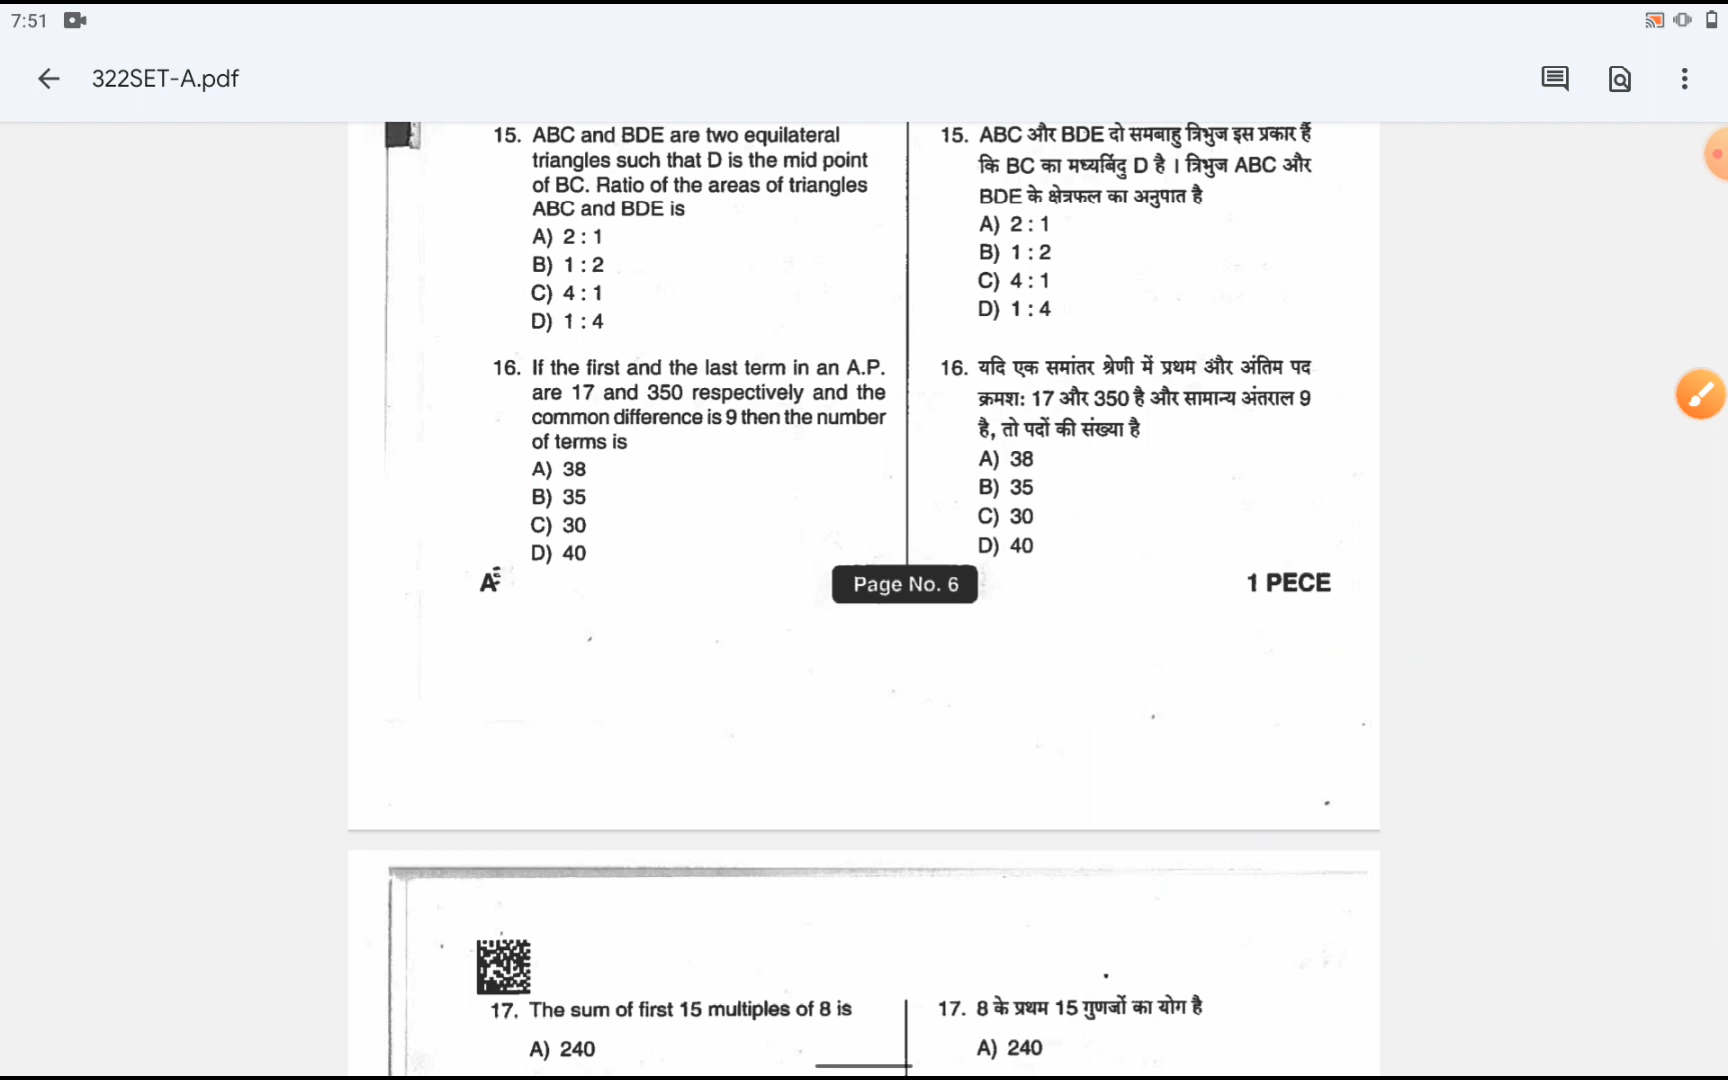 7:51
322SET-A.pdf
15. ABC and BDE are two equilateral
triangles such that D is the mid point
of BC. Ratio of the areas of triangles
ABC and BDE is
A) 2 : 1
B) 1 : 2
C) 4 : 1
D) 1 : 4
16. If the first and the last term in an A.P.
are 17 and 350 respectively and the
common difference is 9 then the number
of terms is
A) 38
B) 35
C) 30
D) 40
15. ABC और BDE दो समबाहु त्रिभुज इस प्रकार हैं
कि BC का मध्यबिंदु D है । त्रिभुज ABC और
BDE के क्षेत्रफल का अनुपात है
A) 2 : 1
B) 1 : 2
C) 4 : 1
D) 1 : 4
16. यदि एक समांतर श्रेणी में प्रथम और अंतिम पद
क्रमश: 17 और 350 है और सामान्य अंतराल 9
है, तो पदों की संख्या है
A) 38
B) 35
C) 30
D) 40
A
Page No. 6
1 PECE
17. The sum of first 15 multiples of 8 is
A) 240
17. 8 के प्रथम 15 गुणजों का योग है
A) 240